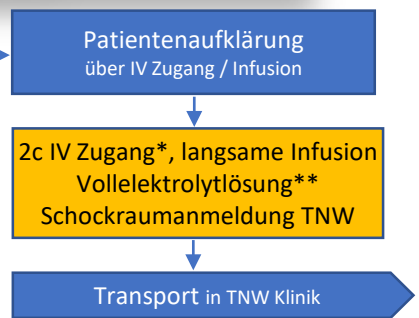 Patientenaufklärung
über IV Zugang / Infusion
2c IV Zugang*, langsame Infusion
Vollelektrolytlösung**
Schockraumanmeldung TNW
Transport in TNW Klinik